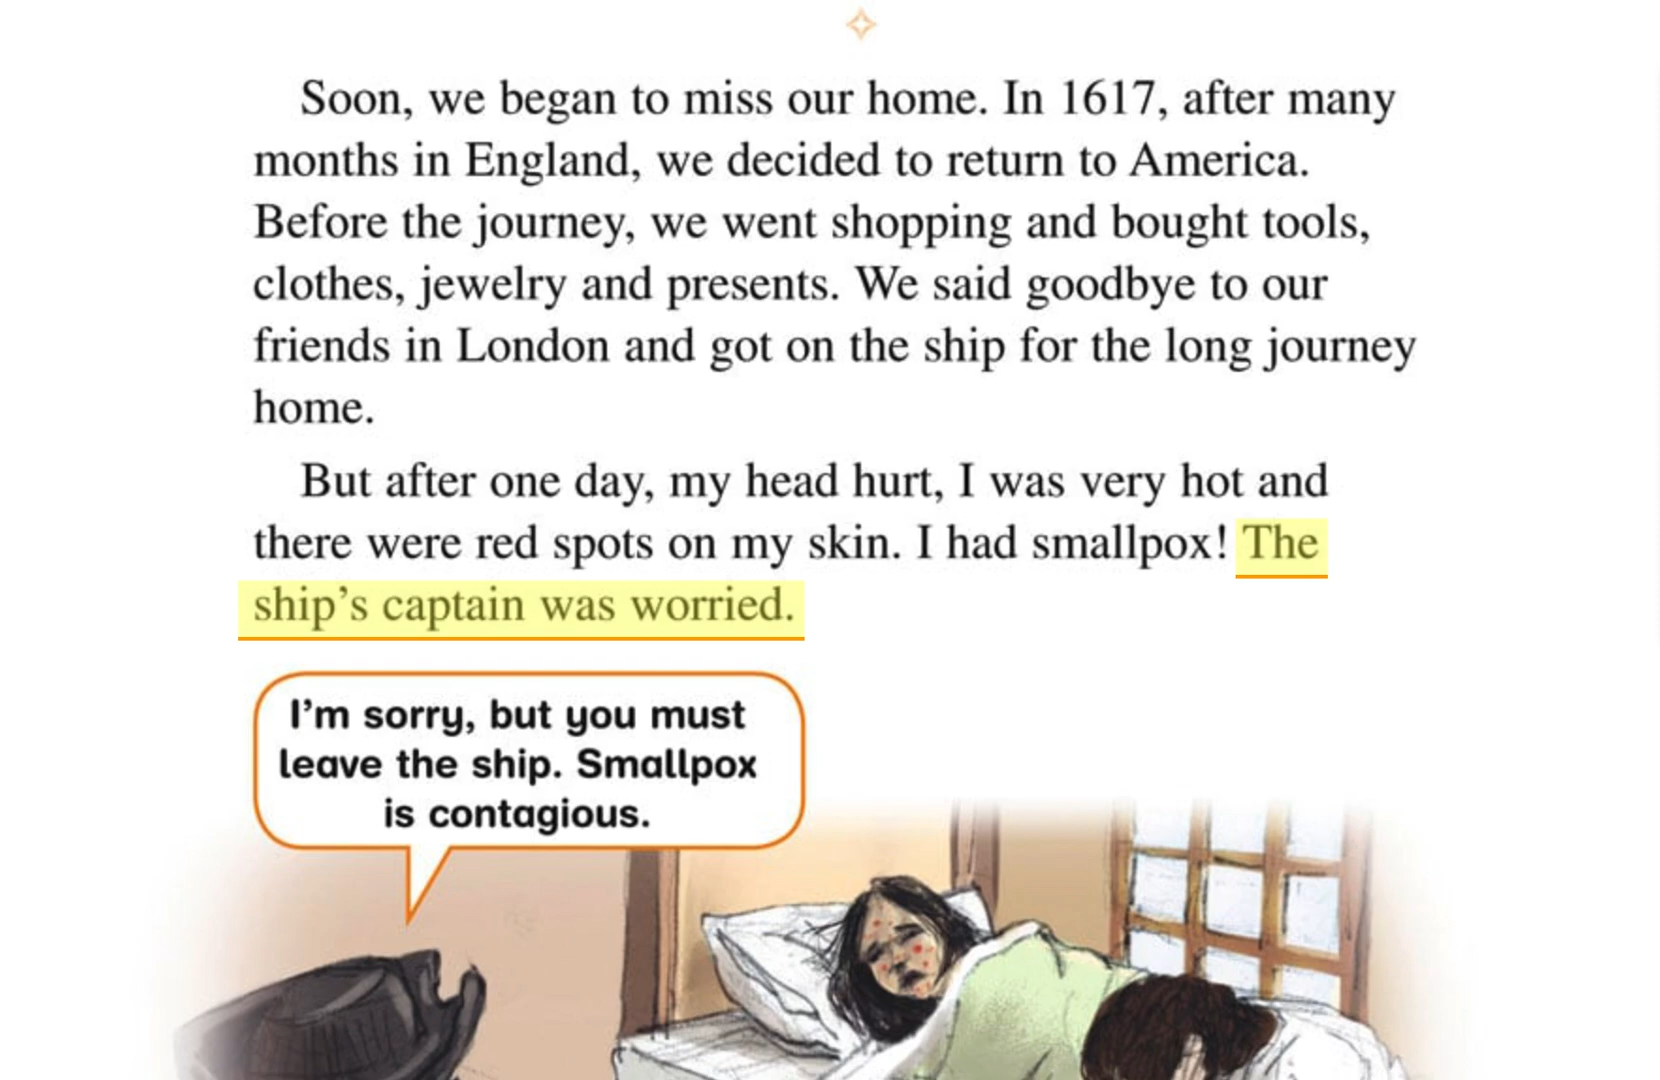 Soon, we began to miss our home. In 1617, after many
months in England, we decided to return to America.
Before the journey, we went shopping and bought tools,
clothes, jewelry and presents. We said goodbye to our
friends in London and got on the ship for the long journey
home.
But after one day, my head hurt, I was very hot and
there were red spots on my skin. I had smallpox! The
ship’s captain was worried.
I’m sorry, but you must
leave the ship. Smallpox
is contagious.